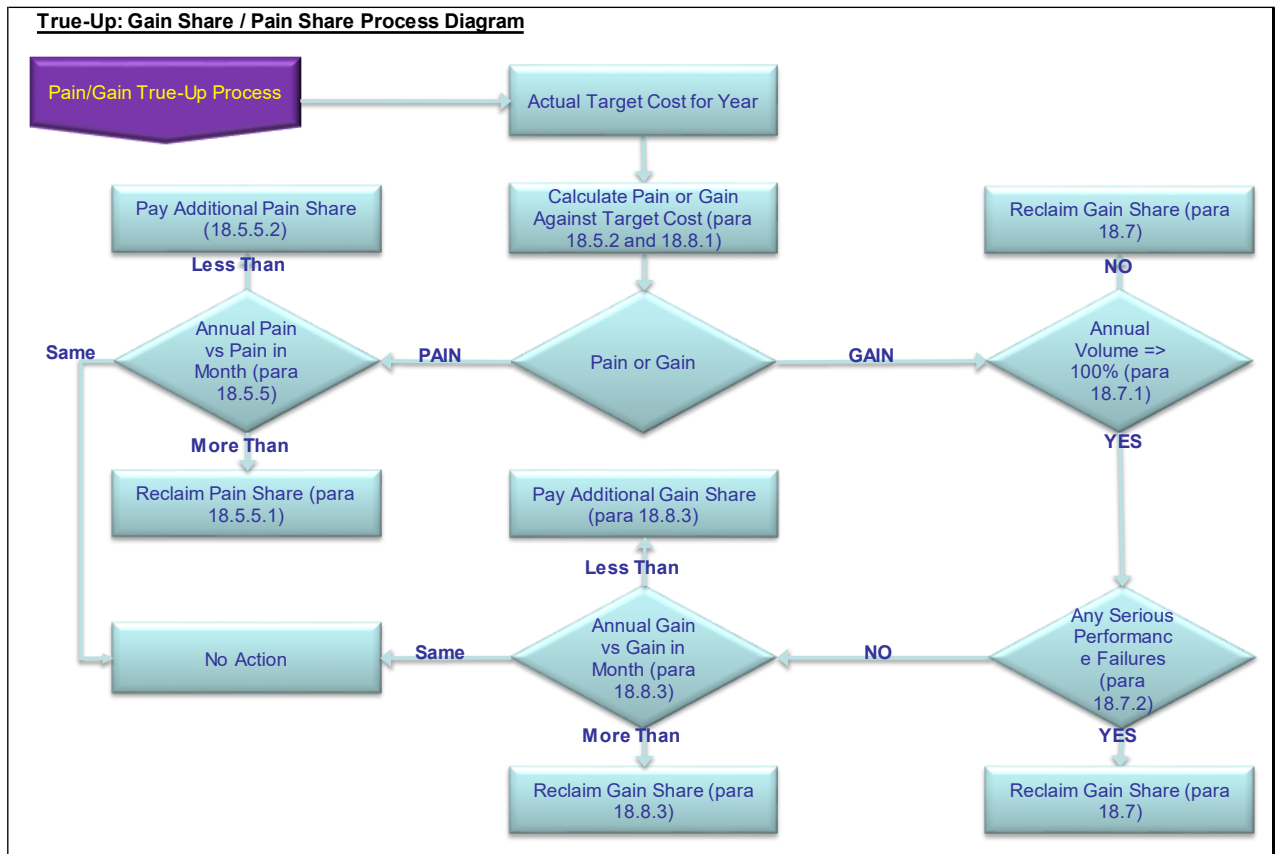 True-Up: Gain Share / Pain Share Process Diagram
Pain/Gain True-Up Process
Actual Target Cost for Year
Pay Additional Pain Share
(18.5.5.2)
Calculate Pain or Gain
Against Target Cost (para
18.5.2 and 18.8.1)
Reclaim Gain Share (para
18.7)
Less Than
NO
Same
Annual Pain
vs Pain in
Month (para
18.5.5)
PAIN
Pain or Gain
GAIN
Annual
Volume =>
100% (para
18.7.1)
More Than
YES
Reclaim Pain Share (para
18.5.5.1)
Pay Additional Gain Share
(para 18.8.3)
Less Than
No Action
Same
Annual Gain
vs Gain in
Month (para
18.8.3)
NO
Any Serious
Performanc
e Failures
(para
18.7.2)
More Than
YES
Reclaim Gain Share (para
18.8.3)
Reclaim Gain Share (para
18.7)